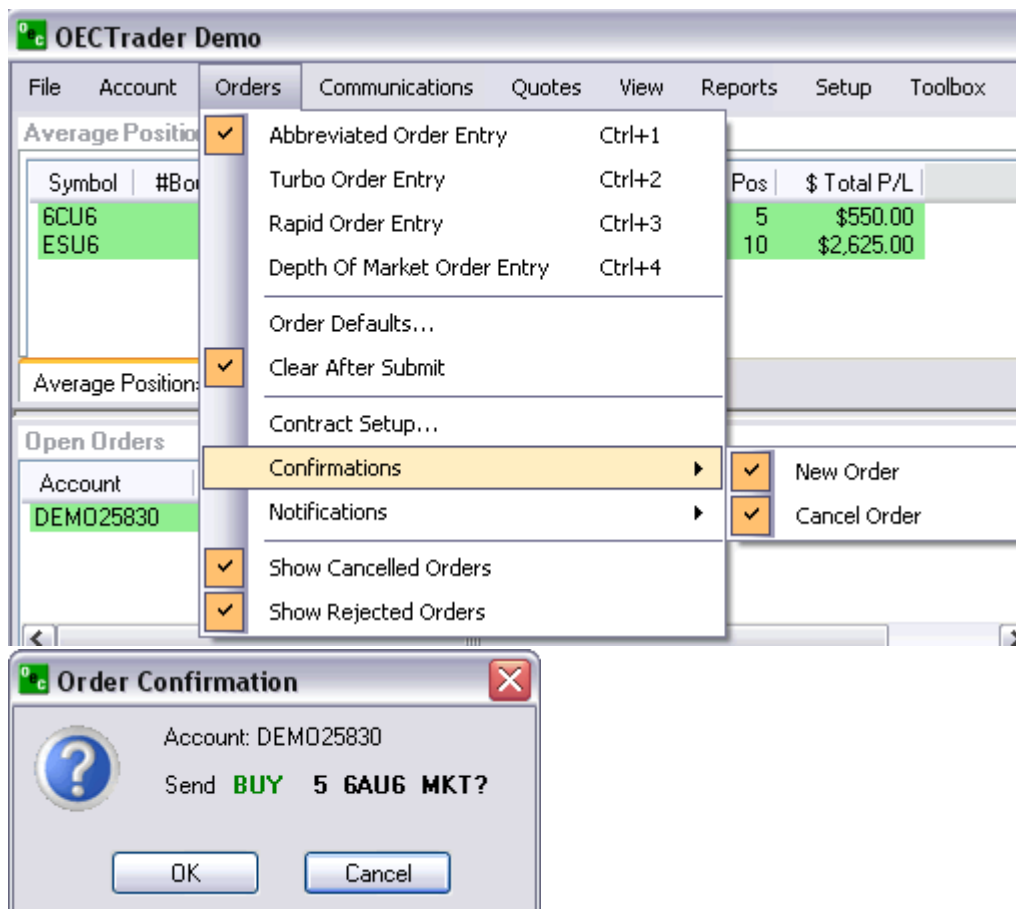 OEC OECTrader Demo
File Account Orders Communications Quotes View Reports Setup Toolbox
Average Position
Abbreviated Order Entry Ctrl+1
Symbol Pos $ Total P/L
Turbo Order Entry Ctrl+2
6CU6 5 $550.00
Rapid Order Entry Ctrl+3
ESU6 10 $2,625.00
Depth Of Market Order Entry Ctrl+4
Order Defaults...
Average Position
Clear After Submit
Contract Setup...
Open Orders
Confirmations New Order
Account
Notifications Cancel Order
DEMO25830
Show Cancelled Orders
Show Rejected Orders
OEC Order Confirmation
Account: DEMO25830
Send BUY 5 6AU6 MKT?
OK Cancel